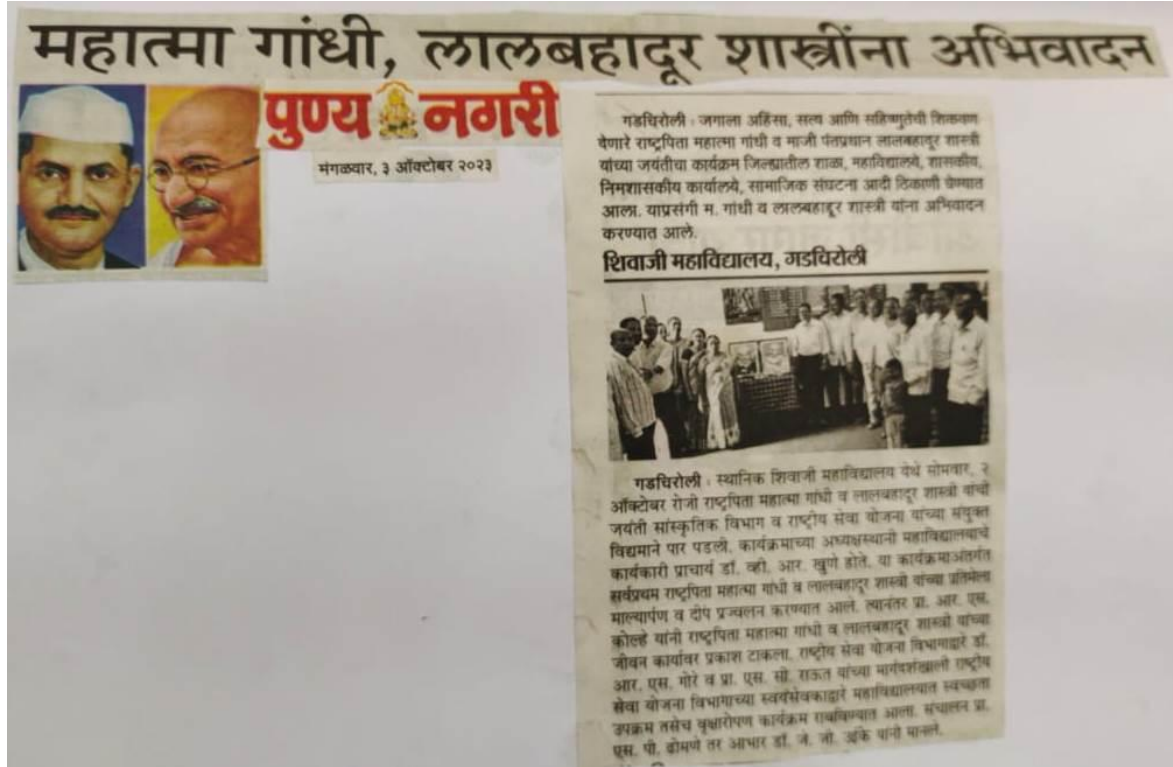 महात्मा गांधी, लालबहादूर शास्त्रींना अभिवादन
पुण्य नगरी
मंगळवार, ३ ऑक्टोबर २०२३
गडचिरोली : जगाला अहिंसा, सत्य आणि सहिष्णुतेची शिकवण
देणारे राष्ट्रपिता महात्मा गांधी व माजी पंतप्रधान लालबहादूर शास्त्री
यांच्या जयंतीचा कार्यक्रम जिल्ह्यातील शाळा, महाविद्यालये, शासकीय,
निमशासकीय कार्यालये, सामाजिक संघटना आदी ठिकाणी घेण्यात
आला. याप्रसंगी म. गांधी व लालबहादूर शास्त्री यांना अभिवादन
करण्यात आले.
शिवाजी महाविद्यालय, गडचिरोली
गडचिरोली : स्थानिक शिवाजी महाविद्यालय येथे सोमवार, २
ऑक्टोबर रोजी राष्ट्रपिता महात्मा गांधी व लालबहादूर शास्त्री यांची
जयंती सांस्कृतिक विभाग व राष्ट्रीय सेवा योजना यांच्या संयुक्त
विद्यमाने पार पडली. कार्यक्रमाच्या अध्यक्षस्थानी महाविद्यालयाचे
कार्यकारी प्राचार्य डॉ. व्ही. आर. खुणे होते. या कार्यक्रमाअंतर्गत
सर्वप्रथम राष्ट्रपिता महात्मा गांधी व लालबहादूर शास्त्री यांच्या प्रतिमेला
माल्यार्पण व दीप प्रज्वलन करण्यात आले. त्यानंतर प्रा. आर. एस.
कोल्हे यांनी राष्ट्रपिता महात्मा गांधी व लालबहादूर शास्त्री यांच्या
जीवन कार्यावर प्रकाश टाकला. राष्ट्रीय सेवा योजना विभागाद्वारे डॉ.
आर. एस. गोरे व प्रा. एस. सी. राऊत यांच्या मार्गदर्शखाली राष्ट्रीय
सेवा योजना विभागाच्या स्वयंसेवकाद्वारे महाविद्यालयात स्वच्छता
उपक्रम तसेच वृक्षारोपण कार्यक्रम राबविण्यात आला. संचालन प्रा.
एस. पी. ढोमणे तर आभार डॉ. जे. जी. यांनी मानले.